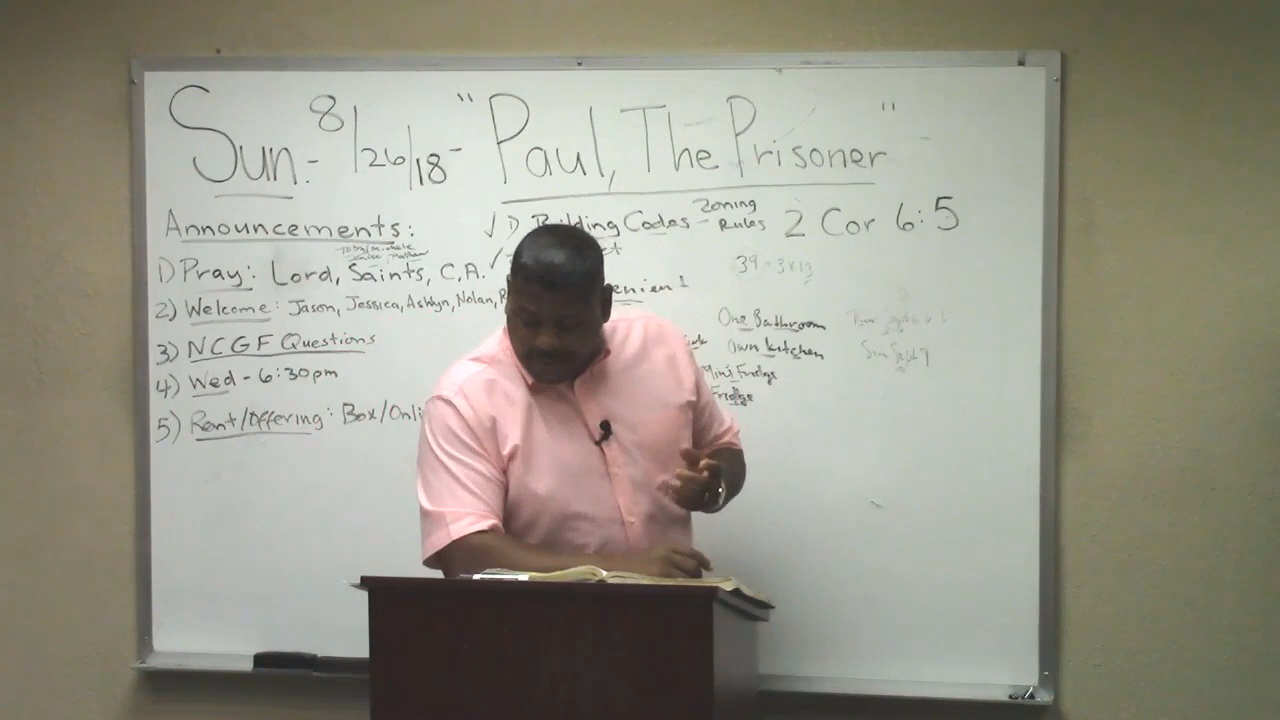 Sun. - 8/26/18 - "Paul, The Prisoner"
Announcements:
1) Pray: Lord, Saints, C.A.
2) Welcome: Jason, Jessica, Ashlyn, Nolan,
3) NCGF Questions
4) Wed - 6:30pm
5) Rent/Offering: Box/Onli
✓ 1) Building Codes - Zoning Rules
✓
2 Cor 6:5
39 = 3x13
One Bathroom
Own Kitchen
Mini Fridge
Fridge